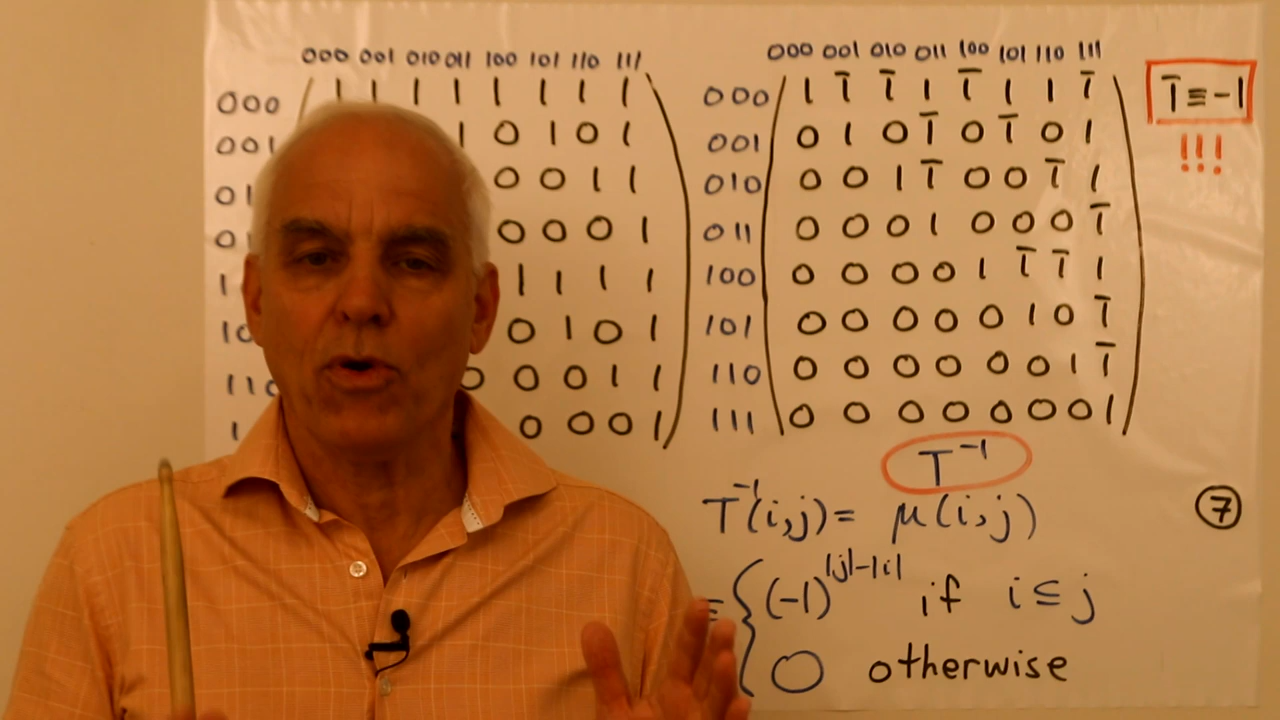 000 001 010 011 100 101 110 111
000 1 1 1 1 1 1 1 1
001 1 0 1 0 1
0 0 1 1
0 0 0 1
1 1 1 1
0 1 0 1
110 0 0 0 1 1
0 0 0 1
000 001 010 011 100 101 110 111
000 1 1̅ 1̅ 1 1̅ 1 1 1̅
001 0 1 0 1̅ 0 1̅ 0 1
010 0 0 1 1̅ 0 0 1̅ 1
011 0 0 0 1 0 0 0 1̅
100 0 0 0 0 1 1̅ 1̅ 1
101 0 0 0 0 0 1 0 1̅
110 0 0 0 0 0 0 1 1̅
111 0 0 0 0 0 0 0 1
T⁻¹
T⁻¹(i,j) = μ(i,j)
= { (-1)^|j|-|i| if i ≤ j
0 otherwise
1̅ ≡ -1
!!!
7